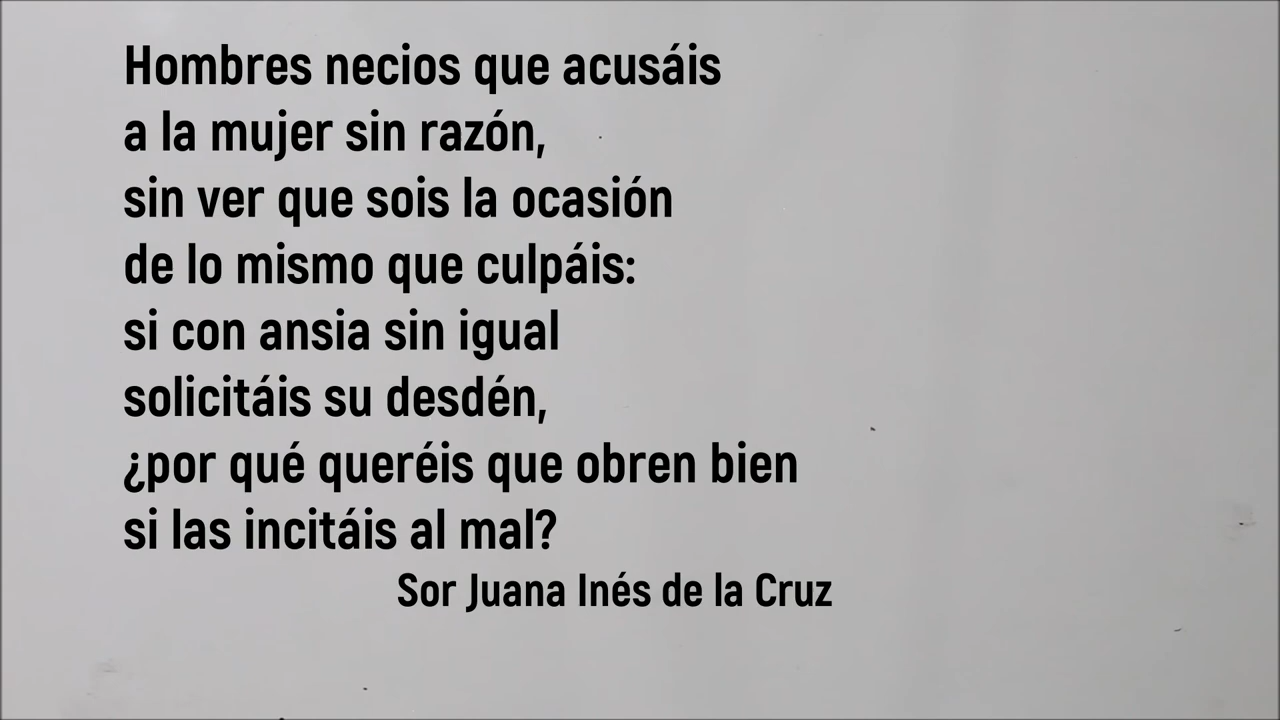 Hombres necios que acusáis
a la mujer sin razón,
sin ver que sois la ocasión
de lo mismo que culpáis:
si con ansia sin igual
solicitáis su desdén,
¿por qué queréis que obren bien
si las incitáis al mal?
Sor Juana Inés de la Cruz